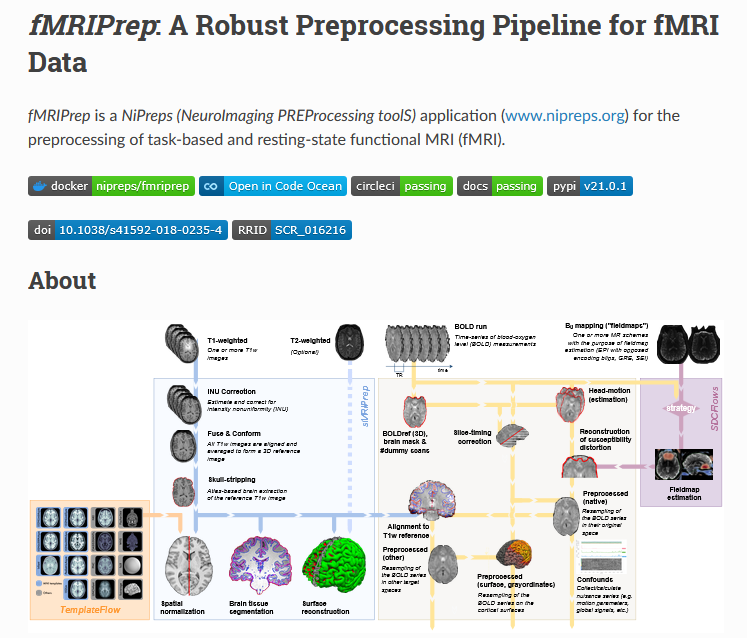 fMRIPrep: A Robust Preprocessing Pipeline for fMRI
Data
fMRIPrep is a NiPreps (NeuroImaging PREProcessing toolS) application (www.nipreps.org) for the
preprocessing of task-based and resting-state functional MRI (fMRI).
docker nipreps/fmriprep Open in Code Ocean circleci passing docs passing pypi v21.0.1
doi 10.1038/s41592-018-0235-4 RRID SCR_016216
About
T1-weighted
One or more T1w
images
T2-weighted
(Optional)
BOLD run
Time-series of blood-oxygen
level (BOLD) measurements
TR
time
B0 mapping ("fieldmaps")
One or more MR schemes
with the purpose of fieldmap
estimation (EPI with opposed
encoding blips, GRE, SEI)
INU Correction
Estimate and correct for
intensity nonuniformity (INU)
sMRIPrep
Fuse & Conform
All T1w images are aligned and
averaged to form a 3D reference
image
Skull-stripping
Atlas-based brain extraction
of the reference T1w image
BOLDref (3D),
brain mask &
#dummy scans
Slice-timing
correction
Head-motion
(estimation)
Reconstruction
of susceptibility
distortion
strategy
SDCFlows
Fieldmap
estimation
Alignment to
T1w reference
Preprocessed
(native)
Resampling of
the BOLD series
in their original
space
Preprocessed
(other)
Resampling of
the BOLD series
in other target
spaces
Preprocessed
(surface, grayordinates)
Resampling of the
BOLD series on the
cortical surfaces
Confounds
Collect/calculate
nuisance series (e.g.
motion parameters,
global signals, etc.)
TemplateFlow
Spatial
normalization
Brain tissue
segmentation
Surface
reconstruction